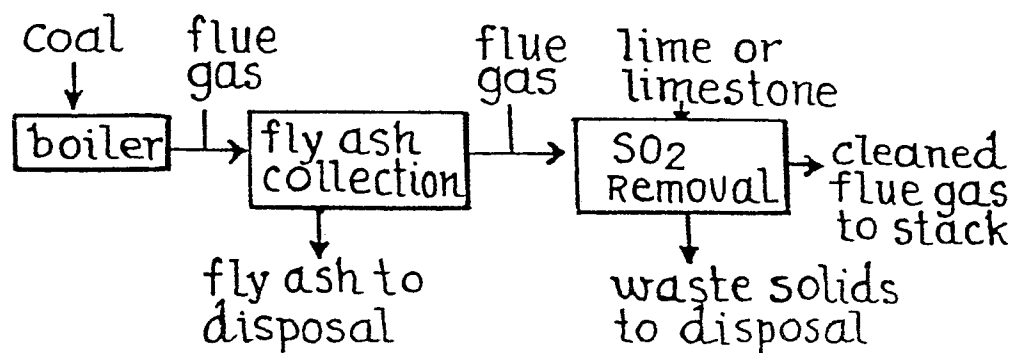 coal
flue
gas
flue
gas
lime or
limestone
boiler
fly ash
collection
SO2
Removal
cleaned
flue gas
to stack
fly ash to
disposal
waste solids
to disposal